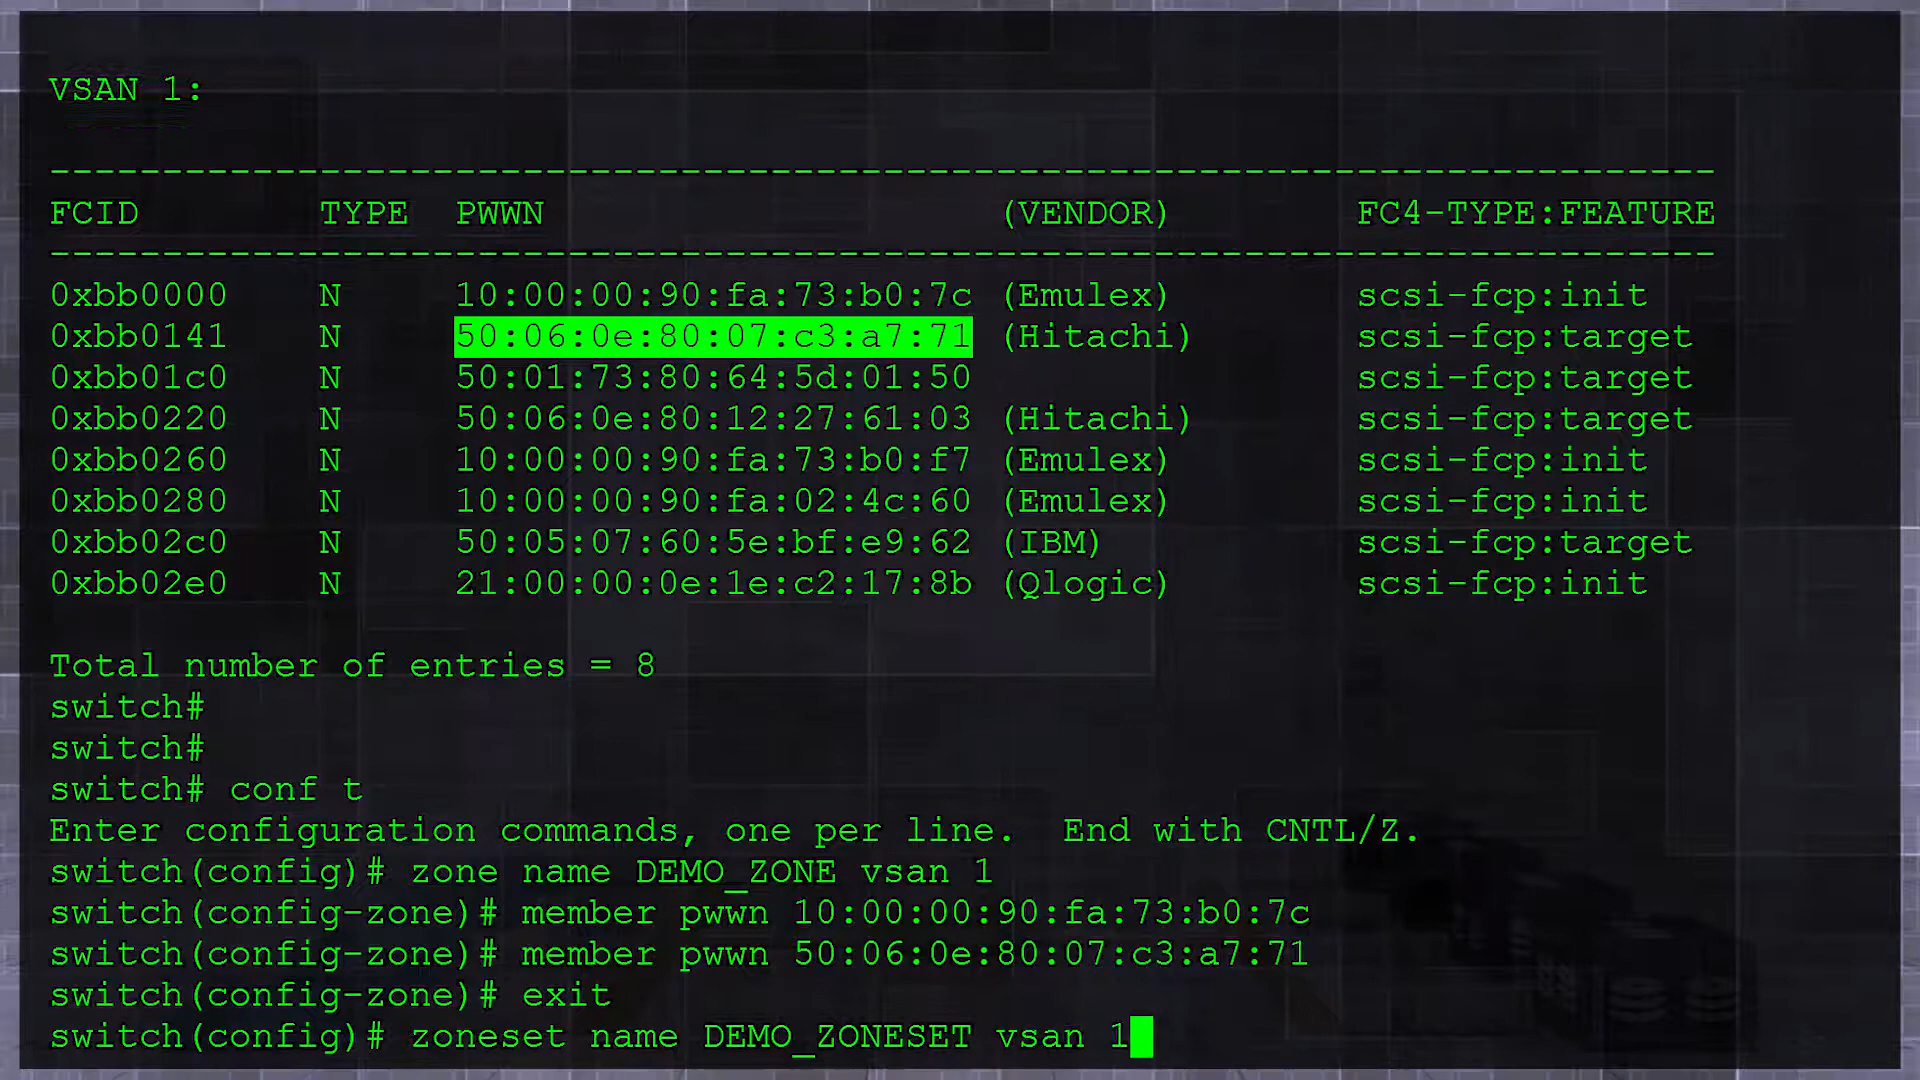 VSAN 1:
--------------------------------------------------------------------------
FCID        TYPE  PWWN                    (VENDOR)        FC4-TYPE:FEATURE
--------------------------------------------------------------------------
0xbb0000    N     10:00:00:90:fa:73:b0:7c (Emulex)        scsi-fcp:init
0xbb0141    N     50:06:0e:80:07:c3:a7:71 (Hitachi)       scsi-fcp:target
0xbb01c0    N     50:01:73:80:64:5d:01:50                 scsi-fcp:target
0xbb0220    N     50:06:0e:80:12:27:61:03 (Hitachi)       scsi-fcp:target
0xbb0260    N     10:00:00:90:fa:73:b0:f7 (Emulex)        scsi-fcp:init
0xbb0280    N     10:00:00:90:fa:02:4c:60 (Emulex)        scsi-fcp:init
0xbb02c0    N     50:05:07:60:5e:bf:e9:62 (IBM)           scsi-fcp:target
0xbb02e0    N     21:00:00:0e:1e:c2:17:8b (Qlogic)        scsi-fcp:init
Total number of entries = 8
switch#
switch#
switch# conf t
Enter configuration commands, one per line.  End with CNTL/Z.
switch(config)# zone name DEMO_ZONE vsan 1
switch(config-zone)# member pwwn 10:00:00:90:fa:73:b0:7c
switch(config-zone)# member pwwn 50:06:0e:80:07:c3:a7:71
switch(config-zone)# exit
switch(config)# zoneset name DEMO_ZONESET vsan 1